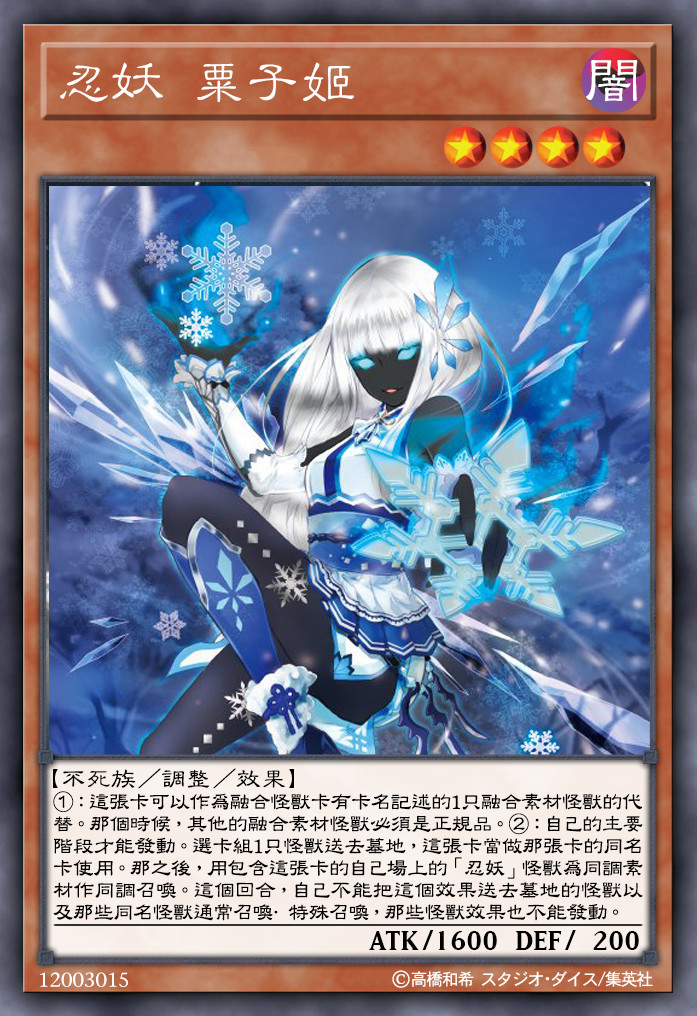 忍妖 粟子姬
闇
【不死族／調整／效果】
①：這張卡可以作為融合怪獸卡有卡名記述的1只融合素材怪獸的代
替。那個時候，其他的融合素材怪獸必須是正規品。②：自己的主要
階段才能發動。選卡組1只怪獸送去墓地，這張卡當做那張卡的同名
卡使用。那之後，用包含這張卡的自己場上的「忍妖」怪獸為同調素
材作同調召喚。這個回合，自己不能把這個效果送去墓地的怪獸以
及那些同名怪獸通常召喚·特殊召喚，那些怪獸效果也不能發動。
ATK/1600 DEF/ 200
12003015 ©高橋和希 スタジオ·ダイス/集英社